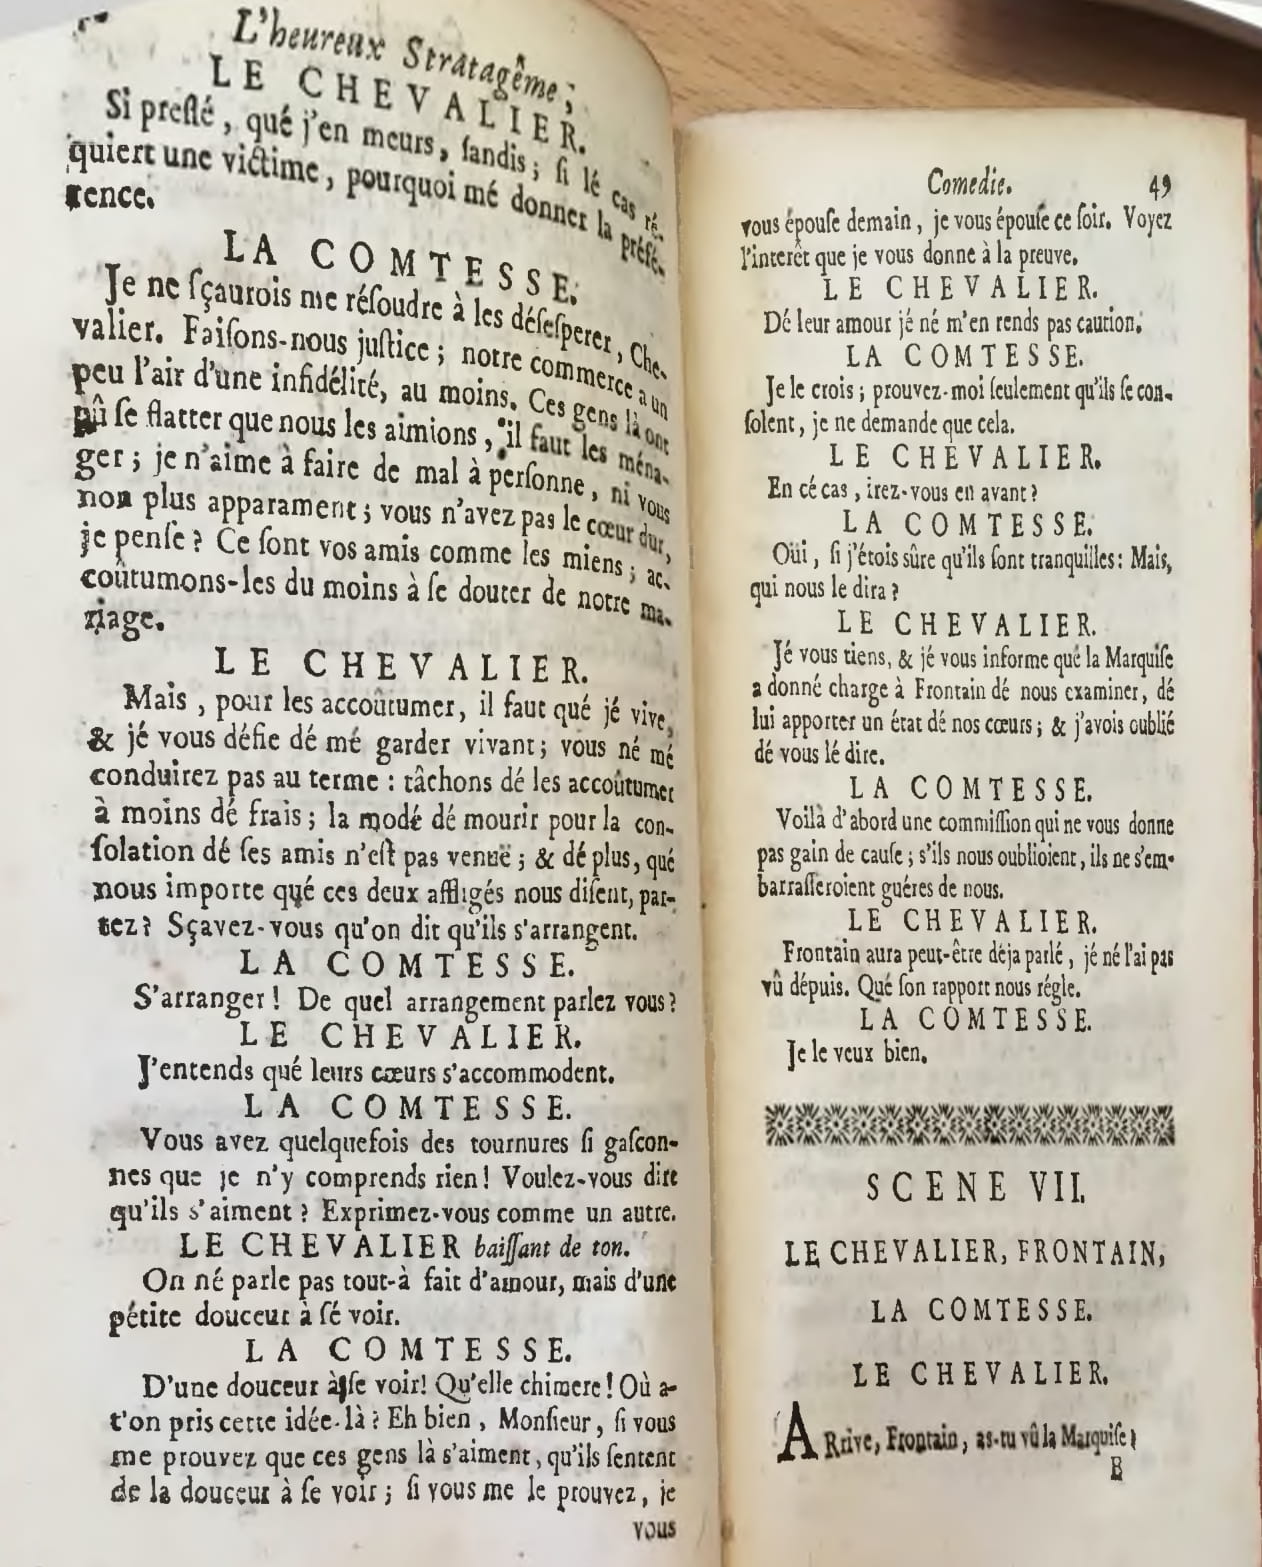 L'heureux Stratagême,
LE CHEVALIER.
Si preſſé, qué j'en meurs, ſandis; ſi lé cas ré-
quiert une victime, pourquoi mé donner la préfé-
rence.
LA COMTESSE.
Je ne ſçaurois me réſoudre à les déſeſperer, Che-
valier. Faiſons-nous juſtice; notre commerce a un
peu l'air d'une infidélité, au moins. Ces gens là ont
pû ſe flatter que nous les aimions, il faut les ména-
ger; je n'aime à faire de mal à perſonne, ni vous
non plus apparament; vous n'avez pas le cœur dur,
je penſe? Ce ſont vos amis comme les miens; ac-
coûtumons-les du moins à ſe douter de notre ma-
riage.
LE CHEVALIER.
Mais, pour les accoûtumer, il faut qué jé vive,
& jé vous défie dé mé garder vivant; vous né mé
conduirez pas au terme: tâchons dé les accoûtumer
à moins dé frais; la modé dé mourir pour la con-
ſolation dé ſes amis n'eſt pas venuë; & dé plus, qué
nous importe qué ces deux affligés nous diſent, par-
tez? Sçavez-vous qu'on dit qu'ils s'arrangent.
LA COMTESSE.
S'arranger! De quel arrangement parlez vous?
LE CHEVALIER.
J'entends qué leurs cœurs s'accommodent.
LA COMTESSE.
Vous avez quelquefois des tournures ſi gaſcon-
nes que je n'y comprends rien! Voulez-vous dire
qu'ils s'aiment? Exprimez-vous comme un autre.
LE CHEVALIER baiſſant de ton.
On né parle pas tout-à fait d'amour, mais d'une
pétite douceur à ſé voir.
LA COMTESSE.
D'une douceur à ſe voir! Qu'elle chimere! Où a-
t'on pris cette idée-là? Eh bien, Monſieur, ſi vous
me prouvez que ces gens là s'aiment, qu'ils ſentent
de la douceur à ſe voir; ſi vous me le prouvez, je
vous
Comedie. 49
vous épouſe demain, je vous épouſe ce ſoir. Voyez
l'interêt que je vous donne à la preuve.
LE CHEVALIER.
Dé leur amour jé né m'en rends pas caution.
LA COMTESSE.
Je le crois; prouvez-moi ſeulement qu'ils ſe con-
ſolent, je ne demande que cela.
LE CHEVALIER.
En cé cas, irez-vous en avant?
LA COMTESSE.
Oüi, ſi j'étois sûre qu'ils ſont tranquilles: Mais,
qui nous le dira?
LE CHEVALIER.
Jé vous tiens, & jé vous informe qué la Marquiſe
a donné charge à Frontain dé nous examiner, dé
lui apporter un état dé nos cœurs; & j'avois oublié
dé vous lé dire.
LA COMTESSE.
Voilà d'abord une commiſſion qui ne vous donne
pas gain de cauſe; s'ils nous oublioient, ils ne s'em-
barraſſeroient guéres de nous.
LE CHEVALIER.
Frontain aura peut-être déja parlé, jé né l'ai pas
vû dépuis. Qué ſon rapport nous régle.
LA COMTESSE.
Je le veux bien.
SCENE VII.
LE CHEVALIER, FRONTAIN,
LA COMTESSE.
LE CHEVALIER.
ARrive, Frontain, as-tu vû la Marquiſe?
E